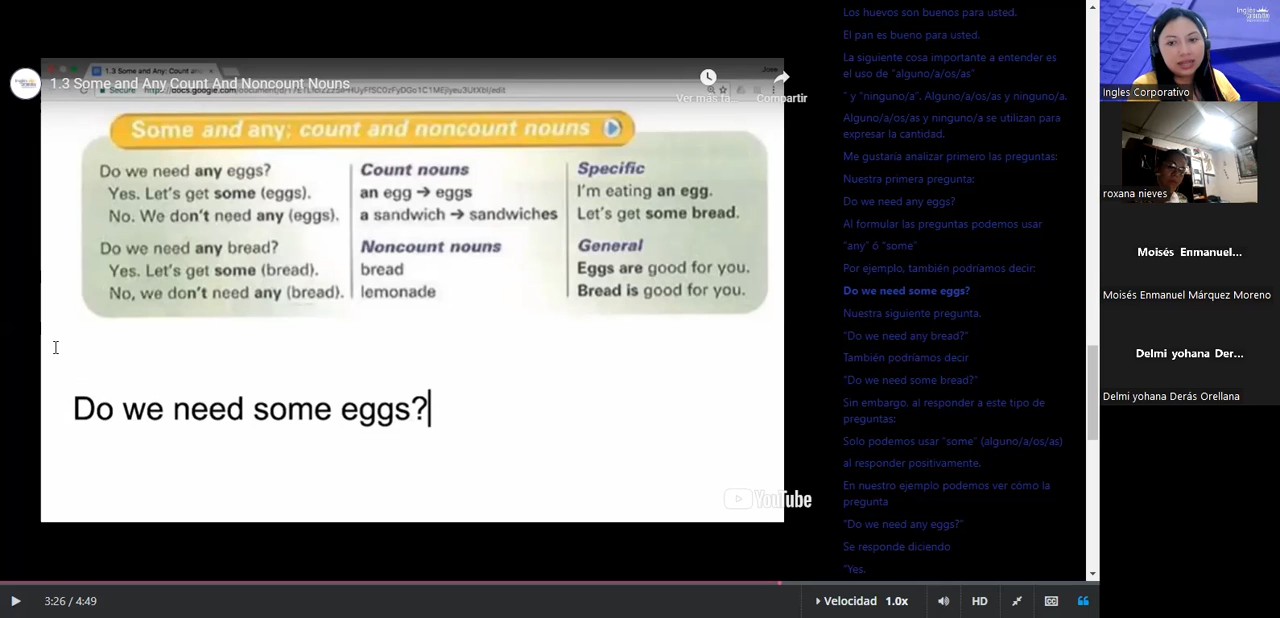 1.3 Some and Any: Count and
1.3 Some and Any Count And Noncount Nouns
Ver más ta...
Compartir
Some and any; count and noncount nouns
Do we need any eggs?
Yes. Let's get some (eggs).
No. We don't need any (eggs).
Do we need any bread?
Yes. Let's get some (bread).
No, we don't need any (bread).
Count nouns
an egg → eggs
a sandwich → sandwiches
Noncount nouns
bread
lemonade
Specific
I'm eating an egg.
Let's get some bread.
General
Eggs are good for you.
Bread is good for you.
Do we need some eggs?
YouTube
Los huevos son buenos para usted.
El pan es bueno para usted.
La siguiente cosa importante a entender es
el uso de "alguno/a/os/as"
" y "ninguno/a". Alguno/a/os/as y ninguno/a.
Alguno/a/os/as y ninguno/a se utilizan para
expresar la cantidad.
Me gustaría analizar primero las preguntas:
Nuestra primera pregunta:
Do we need any eggs?
Al formular las preguntas podemos usar
"any" ó "some"
Por ejemplo, también podríamos decir:
Do we need some eggs?
Nuestra siguiente pregunta.
"Do we need any bread?"
También podríamos decir
"Do we need some bread?"
Sin embargo, al responder a este tipo de
preguntas:
Solo podemos usar "some" (alguno/a/os/as)
al responder positivamente.
En nuestro ejemplo podemos ver cómo la
pregunta
"Do we need any eggs?"
Se responde diciendo
"Yes.
3:26 / 4:49
Velocidad 1.0x
HD
CC
Ingles Corporativo
roxana nieves
Moisés Enmanuel...
Moisés Enmanuel Márquez Moreno
Delmi yohana Der...
Delmi yohana Derás Orellana